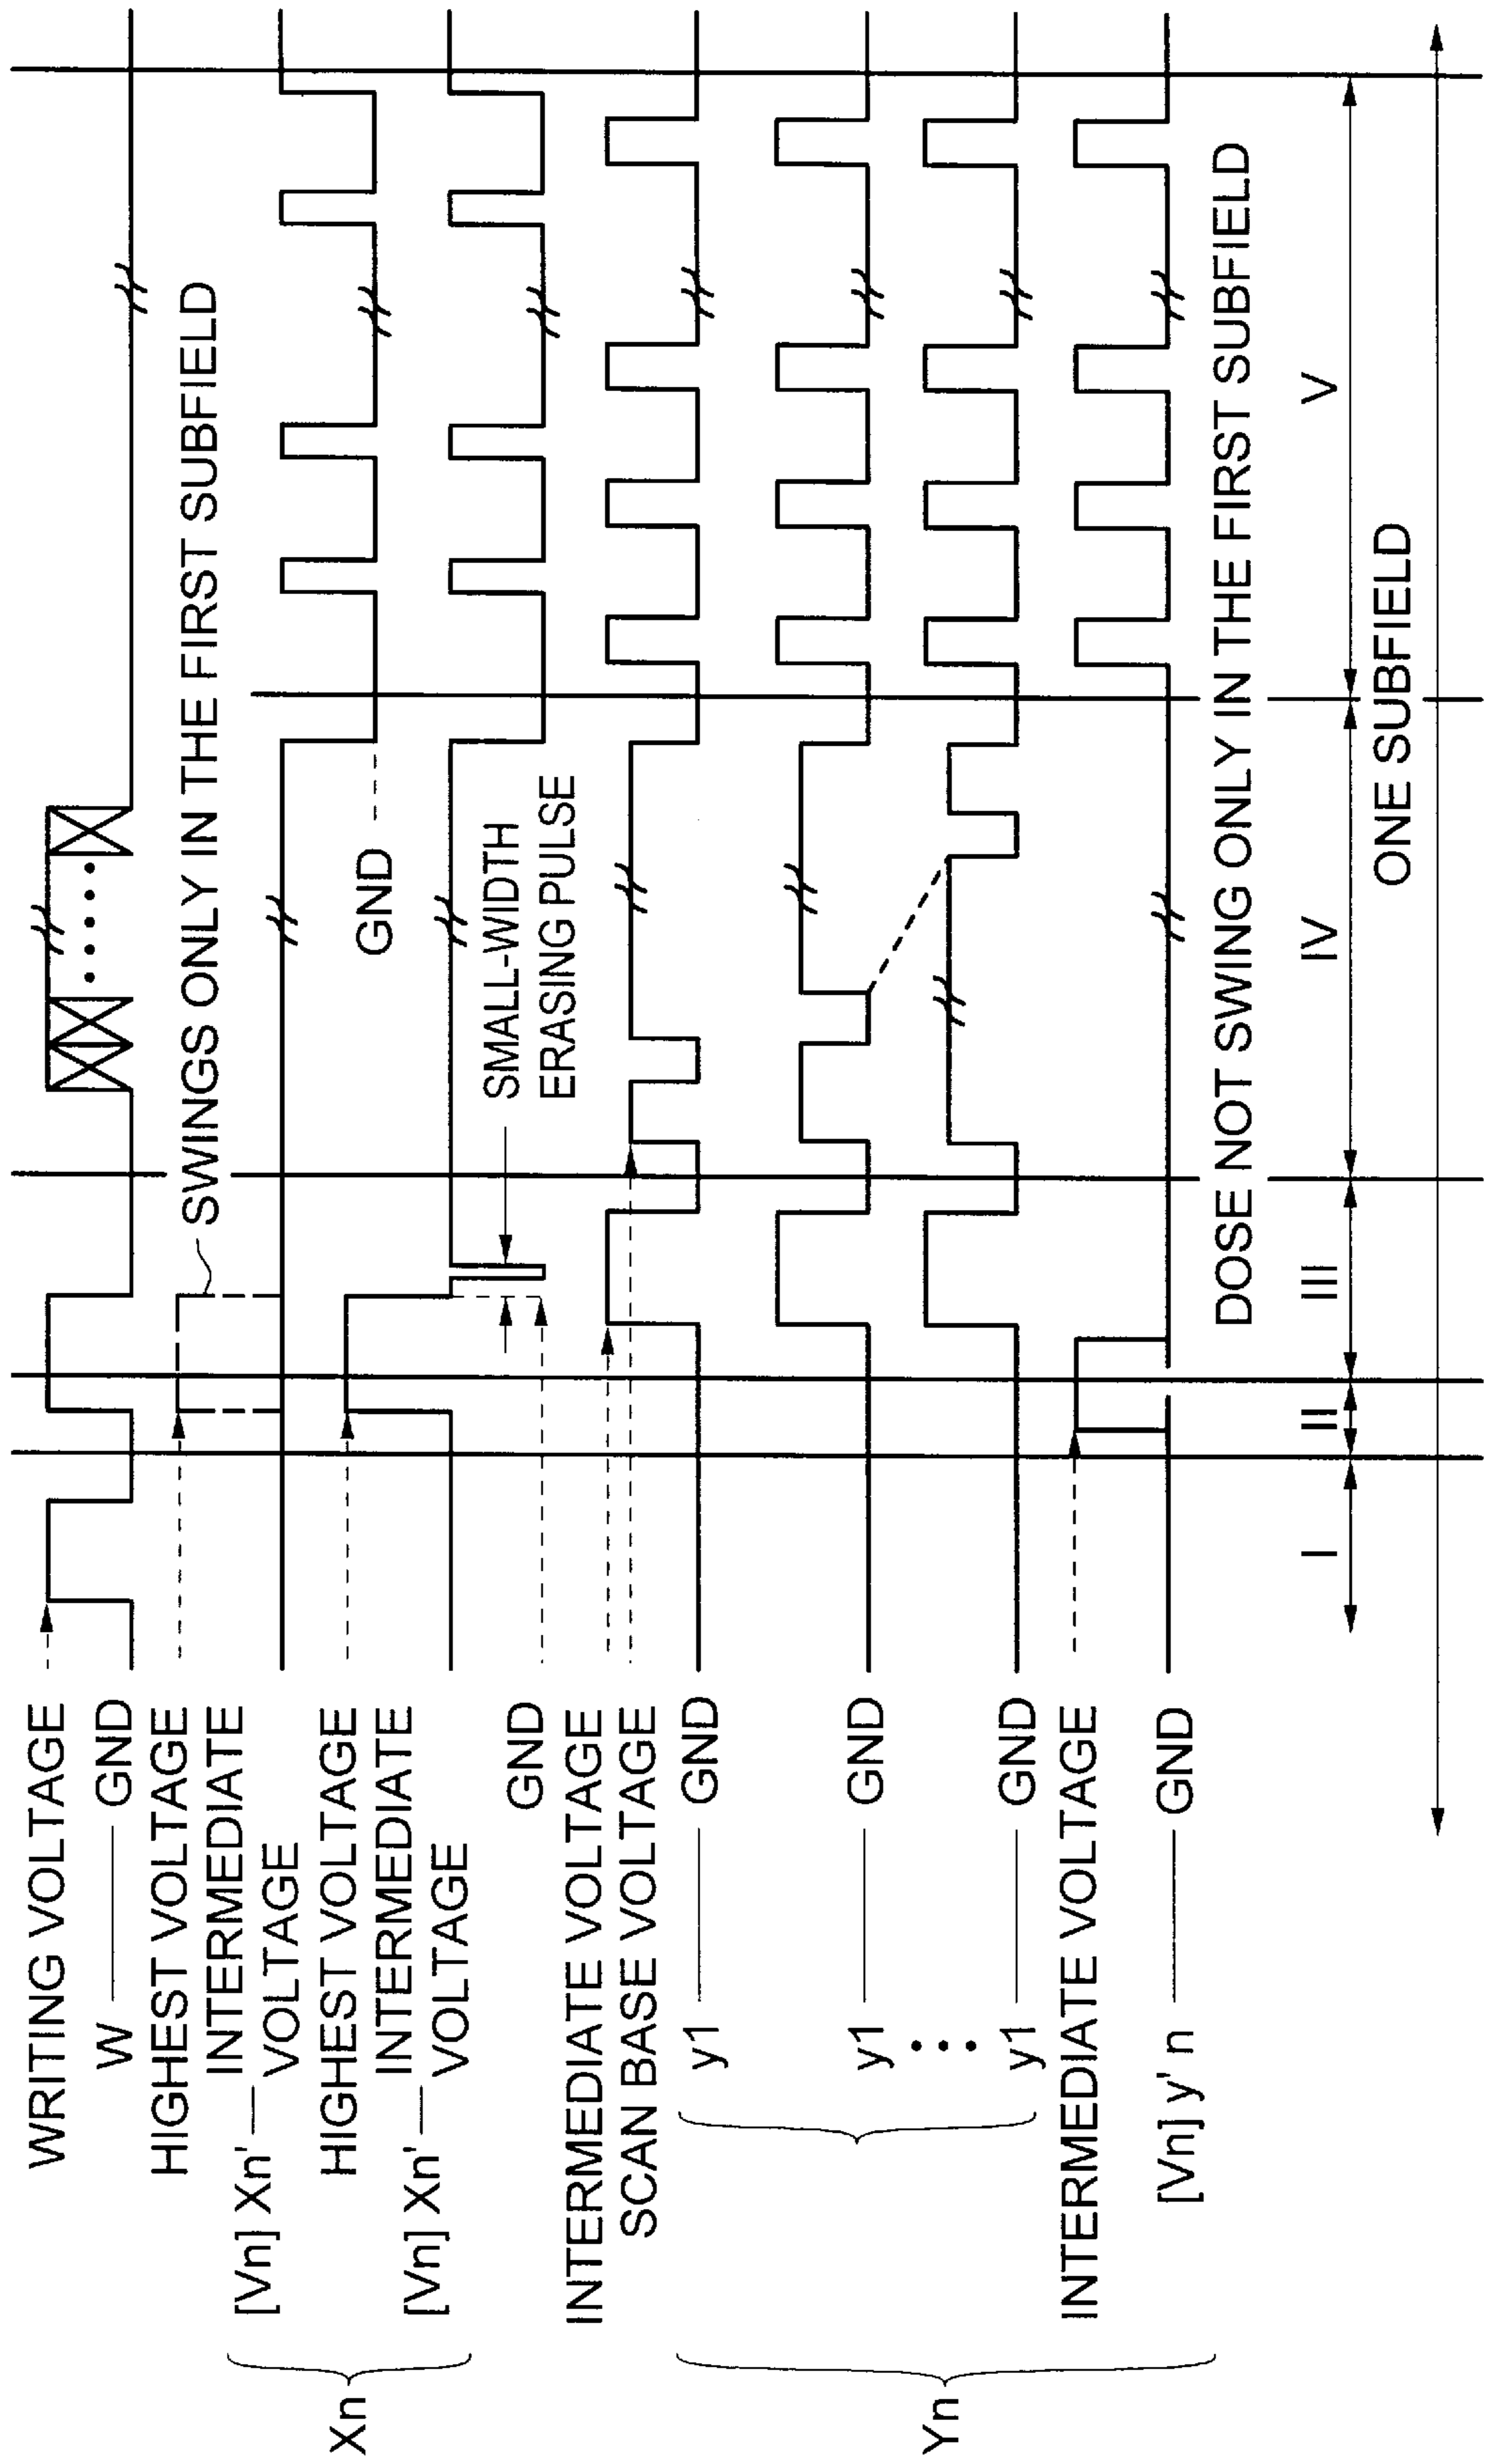 WRITING VOLTAGE
W GND
HIGHEST VOLTAGE
INTERMEDIATE
[Vn] Xn' VOLTAGE
HIGHEST VOLTAGE
INTERMEDIATE
[Vn] Xn' VOLTAGE
Xn
GND
INTERMEDIATE VOLTAGE
SCAN BASE VOLTAGE
y1 GND
y1 GND
y1 GND
INTERMEDIATE VOLTAGE
[Vn] y' n GND
Yn
SWINGS ONLY IN THE FIRST SUBFIELD
GND
SMALL-WIDTH
ERASING PULSE
DOSE NOT SWING ONLY IN THE FIRST SUBFIELD
I II III IV V
ONE SUBFIELD